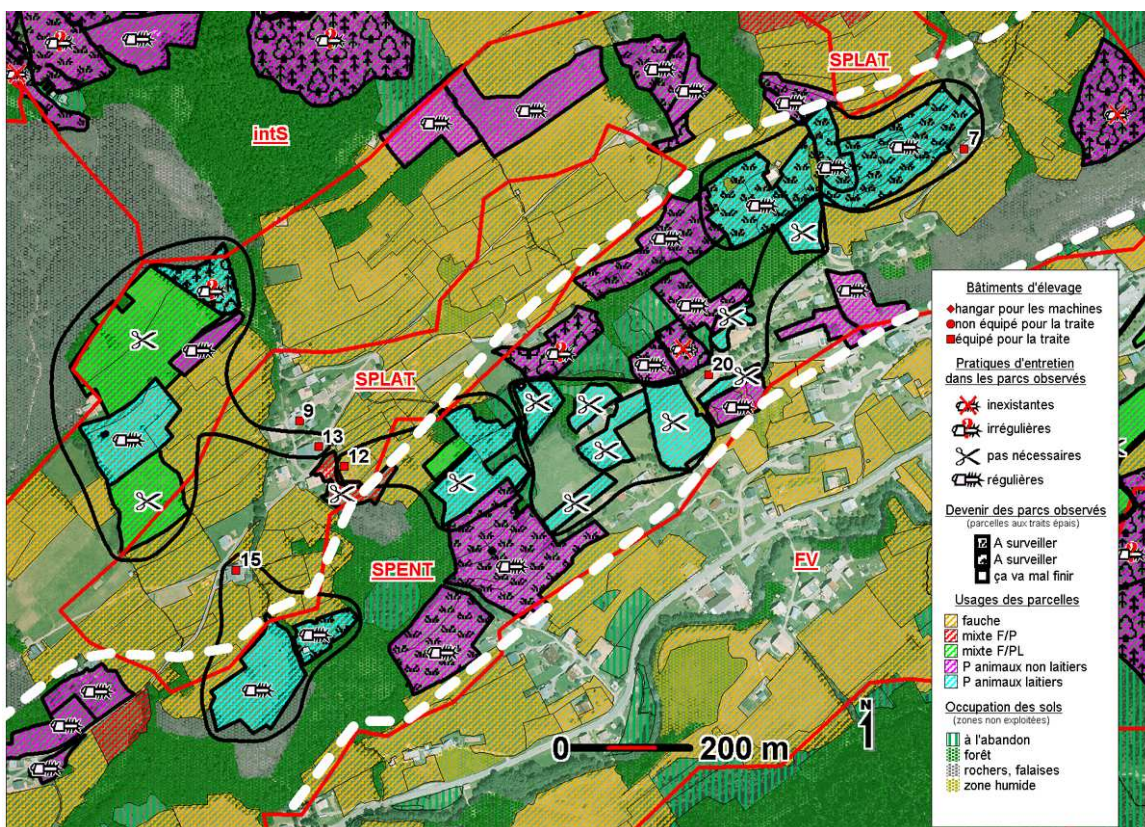 SPLAT
intS
7
SPLAT
20
9
13
12
15
SPENT
FV
0 200 m
N
Bâtiments d'élevage
hangar pour les machines
non équipé pour la traite
équipé pour la traite
Pratiques d'entretien
dans les parcs observés
inexistantes
irrégulières
pas nécessaires
régulières
Devenir des parcs observés
(parcelles aux traits épais)
A surveiller
A surveiller
ça va mal finir
Usages des parcelles
fauche
mixte F/P
mixte F/PL
P animaux non laitiers
P animaux laitiers
Occupation des sols
(zones non exploitées)
à l'abandon
forêt
rochers, falaises
zone humide